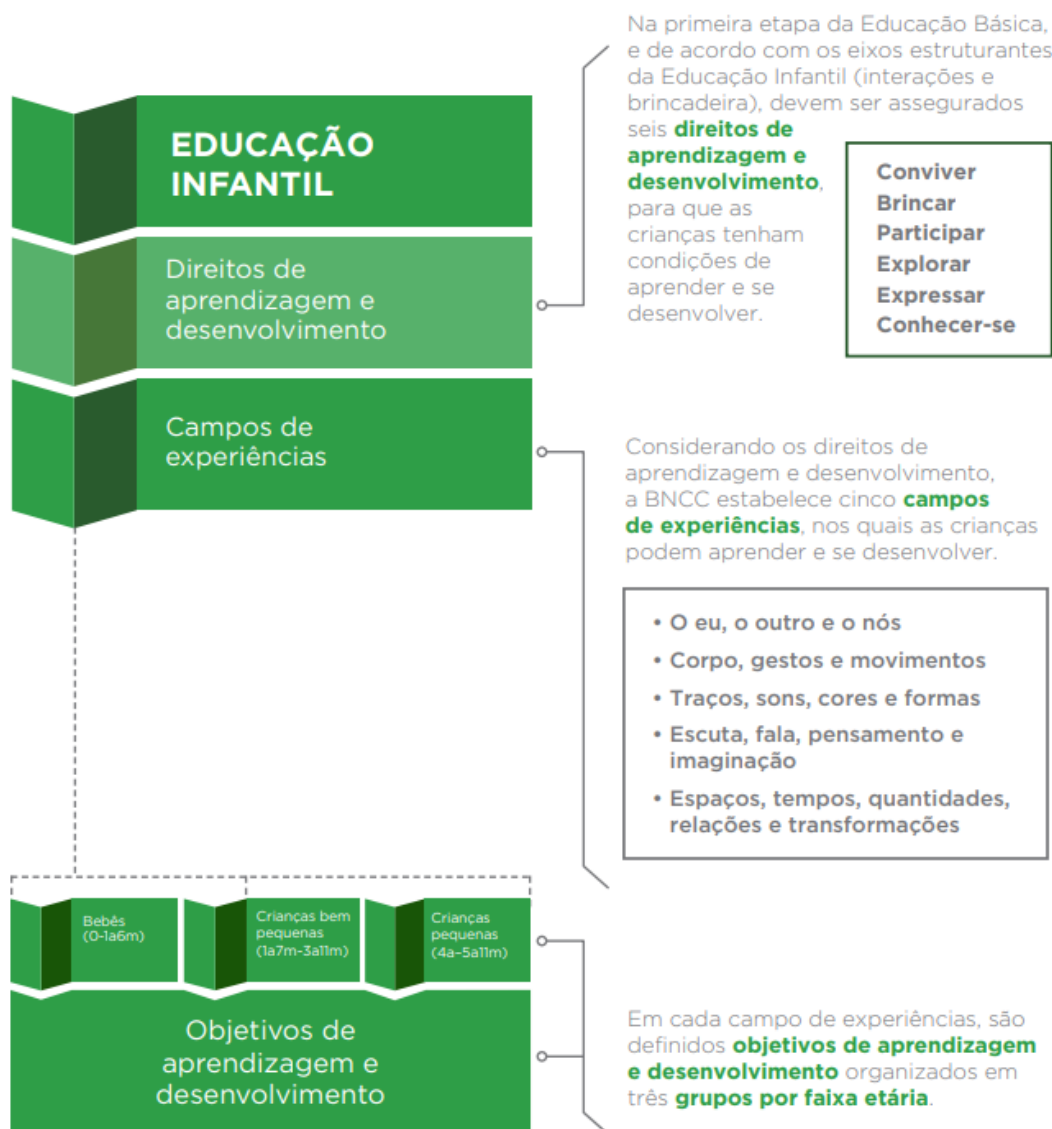 Na primeira etapa da Educação Básica,
e de acordo com os eixos estruturantes
da Educação Infantil (interações e
brincadeira), devem ser assegurados
seis direitos de
aprendizagem e
desenvolvimento,
para que as
crianças tenham
condições de
aprender e se
desenvolver.
Conviver
Brincar
Participar
Explorar
Expressar
Conhecer-se
EDUCAÇÃO
INFANTIL
Direitos de
aprendizagem e
desenvolvimento
Campos de
experiências
Considerando os direitos de
aprendizagem e desenvolvimento,
a BNCC estabelece cinco campos
de experiências, nos quais as crianças
podem aprender e se desenvolver.
• O eu, o outro e o nós
• Corpo, gestos e movimentos
• Traços, sons, cores e formas
• Escuta, fala, pensamento e
imaginação
• Espaços, tempos, quantidades,
relações e transformações
Bebês
(0-1a6m)
Crianças bem
pequenas
(1a7m-3a11m)
Crianças
pequenas
(4a–5a11m)
Objetivos de
aprendizagem e
desenvolvimento
Em cada campo de experiências, são
definidos objetivos de aprendizagem
e desenvolvimento organizados em
três grupos por faixa etária.